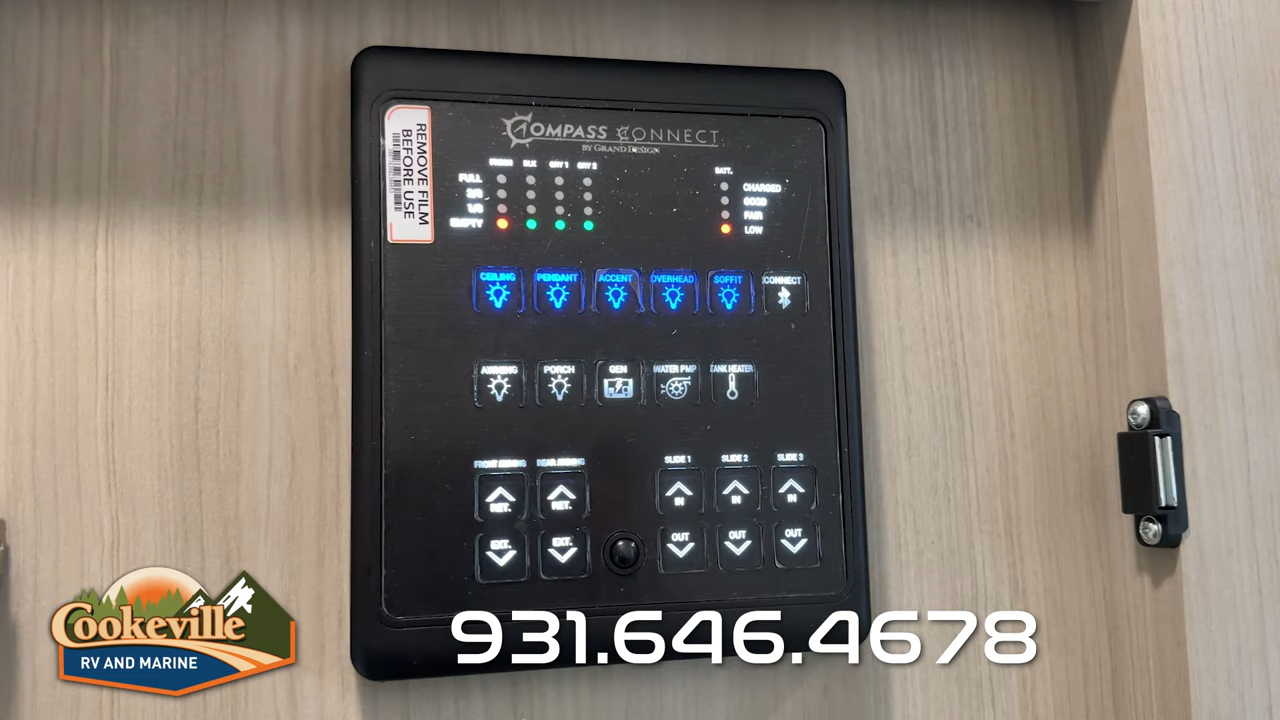 REMOVE FILM
BEFORE USE
COMPASS CONNECT
BY GRAND DESIGN
FRESH BLK GRY 1 GRY 2
FULL
2/3
1/3
EMPTY
BATT.
CHARGED
GOOD
FAIR
LOW
CEILING PENDANT ACCENT OVERHEAD SOFFIT CONNECT
AWNING PORCH GEN WATER PMP TANK HEATER
FRONT AWNING REAR AWNING SLIDE 1 SLIDE 2 SLIDE 3
RET. RET. IN IN IN
EXT. EXT. OUT OUT OUT
Cookeville
RV AND MARINE
931.646.4678